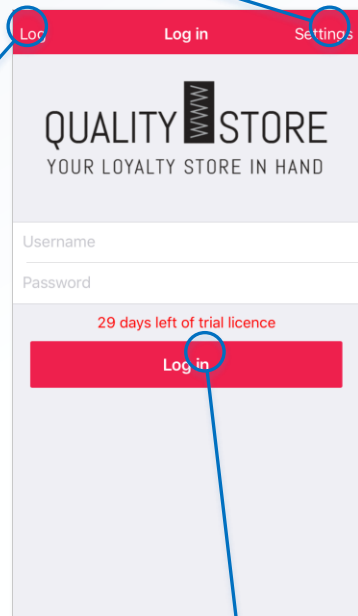 Log Log in Settings
QUALITY STORE
YOUR LOYALTY STORE IN HAND
Username
Password
29 days left of trial licence
Log in